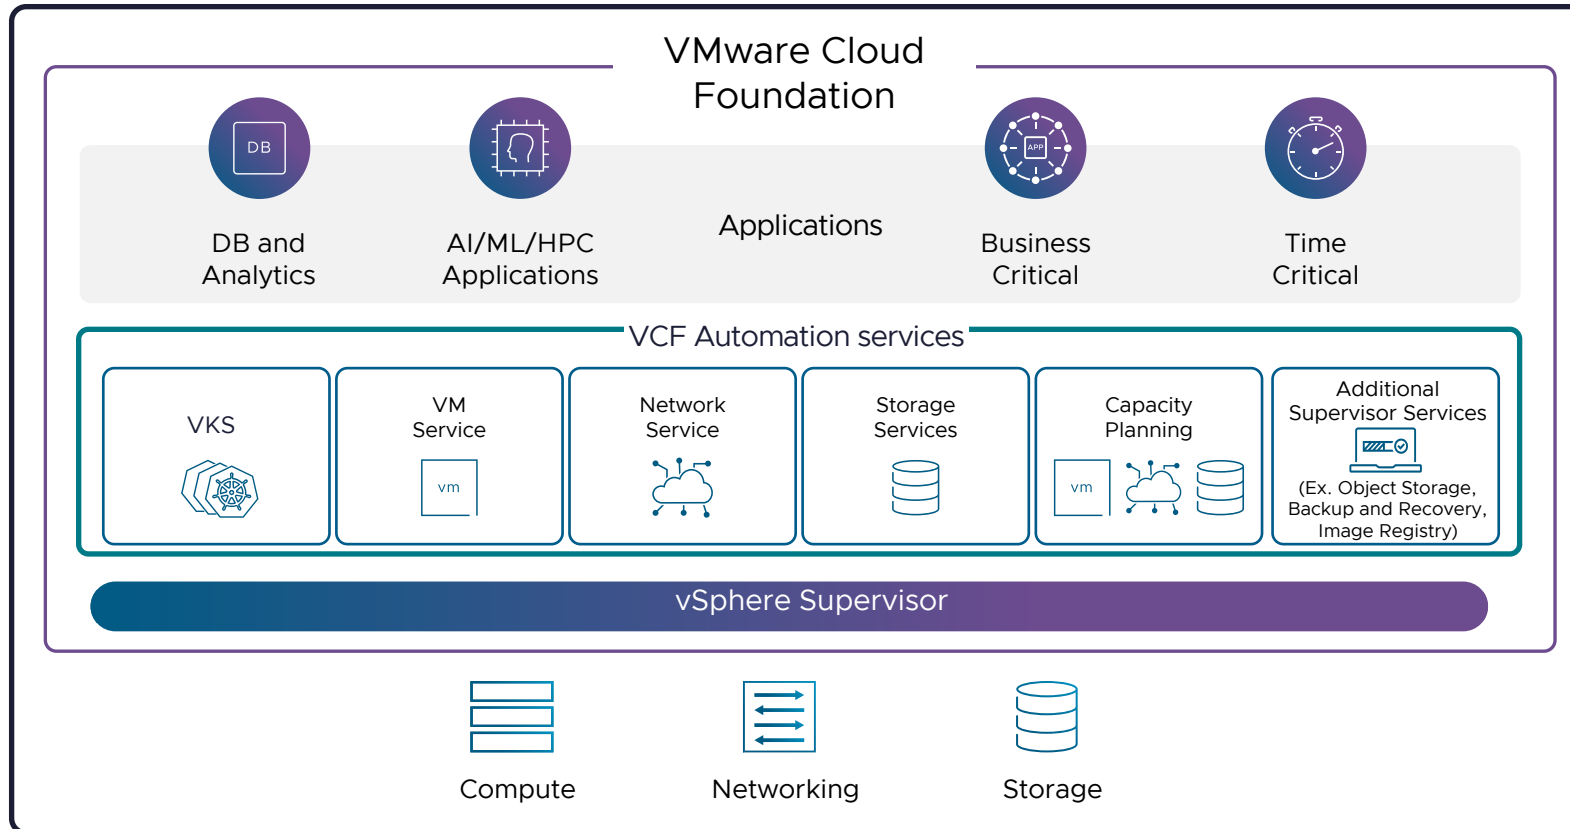 VMware Cloud
Foundation
DB
APP
DB and
Analytics
AI/ML/HPC
Applications
Applications
Business
Critical
Time
Critical
VCF Automation services
VKS
VM
Service
vm
Network
Service
Storage
Services
Capacity
Planning
vm
Additional
Supervisor Services
(Ex. Object Storage,
Backup and Recovery,
Image Registry)
vSphere Supervisor
Compute
Networking
Storage